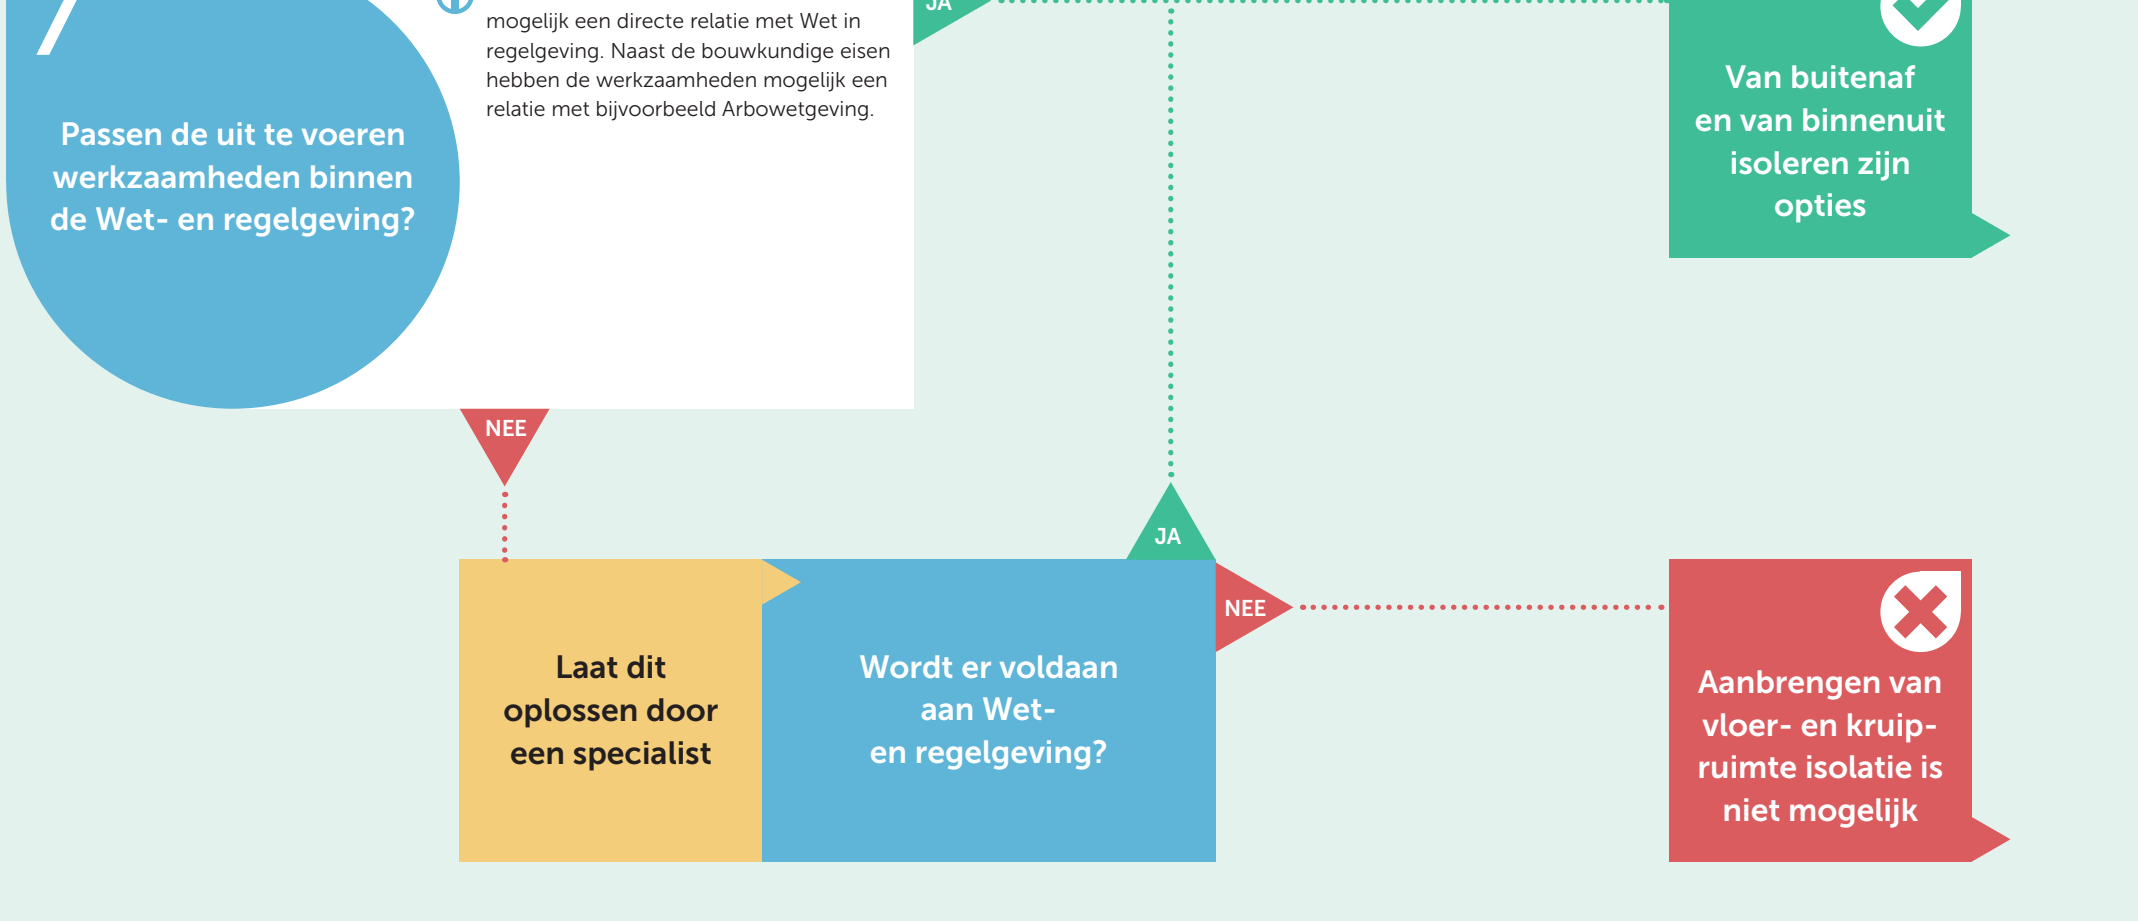 mogelijk een directe relatie met Wet in
regelgeving. Naast de bouwkundige eisen
hebben de werkzaamheden mogelijk een
relatie met bijvoorbeeld Arbowetgeving.
JA
Passen de uit te voeren
werkzaamheden binnen
de Wet- en regelgeving?
Van buitenaf
en van binnenuit
isoleren zijn
opties
NEE
JA
NEE
Laat dit
oplossen door
een specialist
Wordt er voldaan
aan Wet-
en regelgeving?
Aanbrengen van
vloer- en kruip-
ruimte isolatie is
niet mogelijk